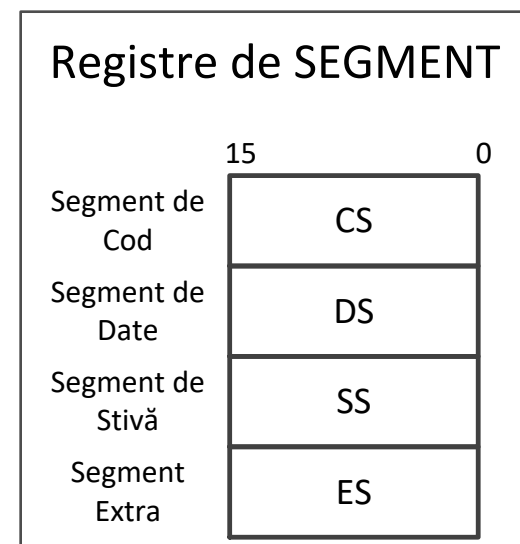 Registre de SEGMENT
15 0
Segment de
Cod
CS
Segment de
Date
DS
Segment de
Stivă
SS
Segment
Extra
ES